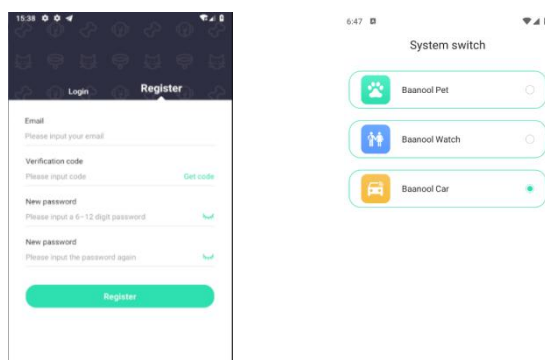 15:38
Login Register
Email
Please input your email
Verification code
Please input code Get code
New password
Please input a 6-12 digit password
New password
Please input the password again
Register
6:47
System switch
Baanool Pet
Baanool Watch
Baanool Car